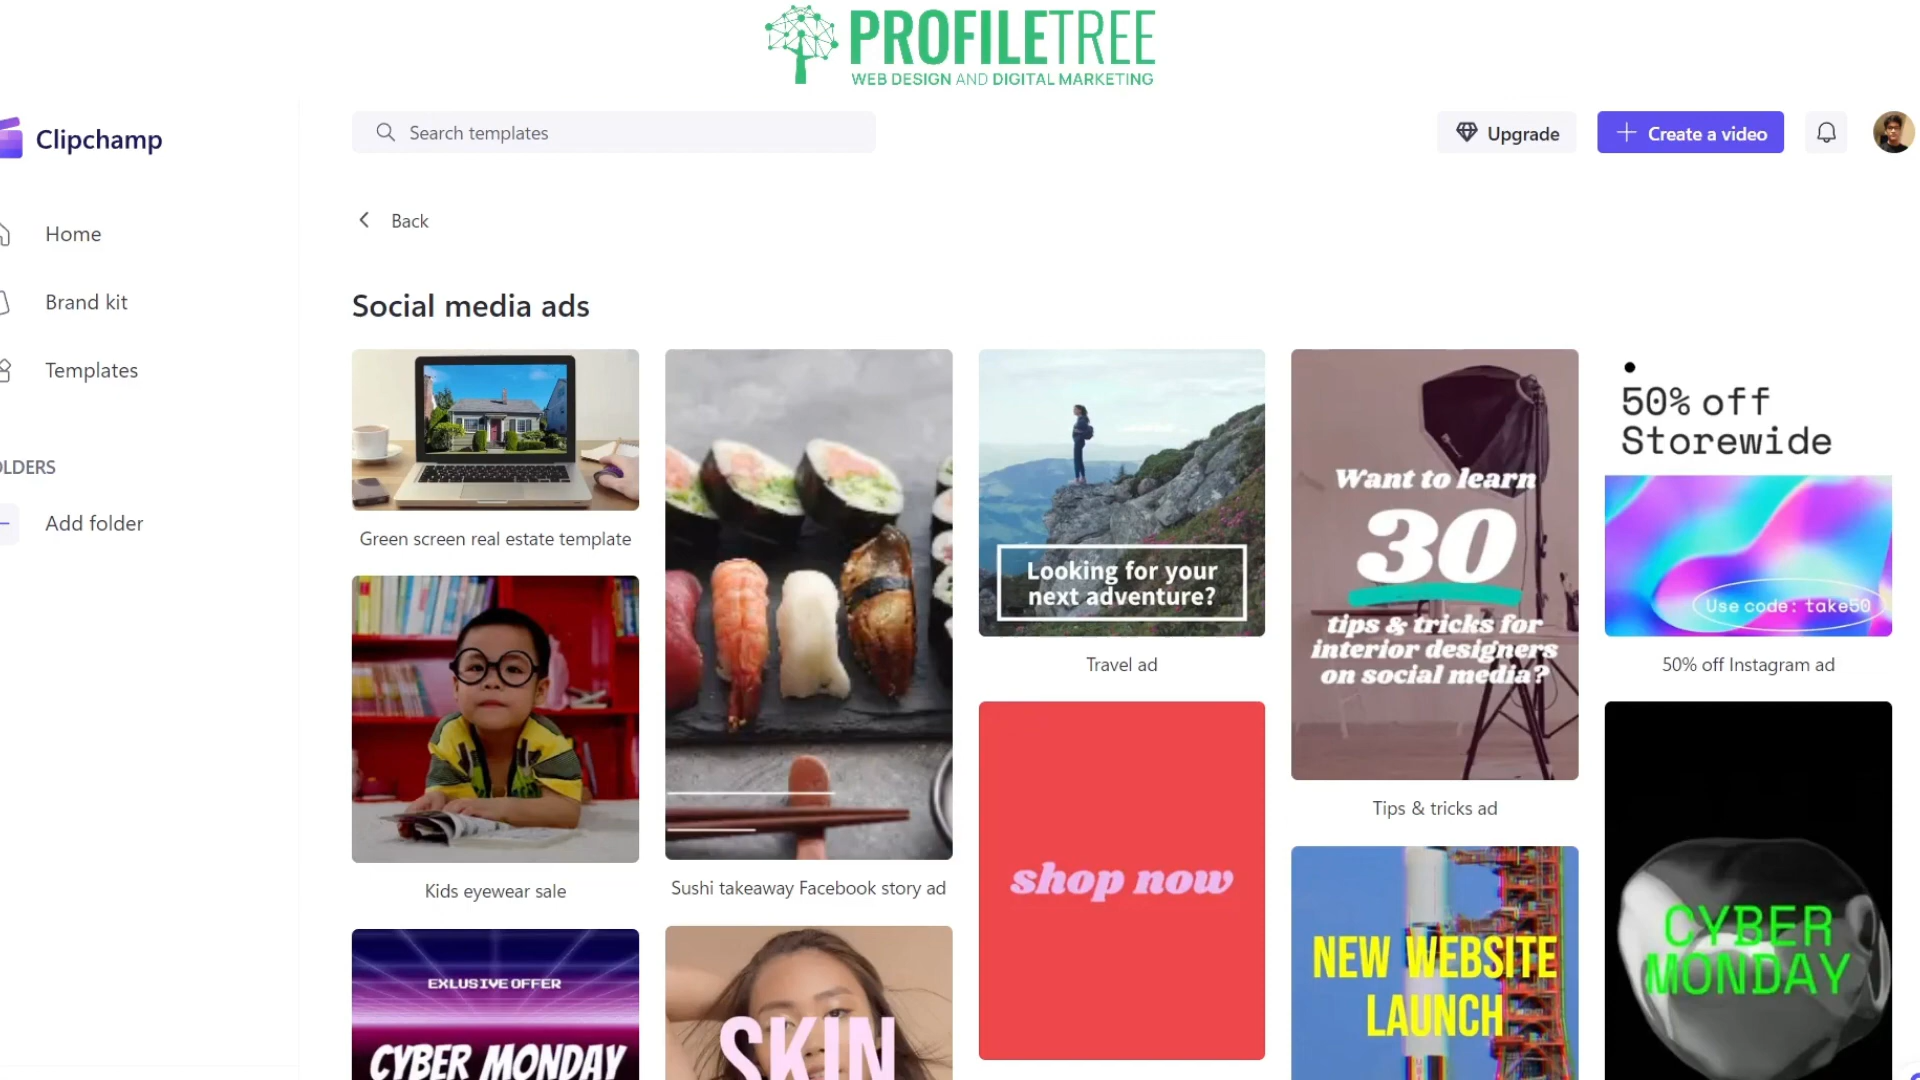 PROFILETREE
WEB DESIGN AND DIGITAL MARKETING
Clipchamp
Search templates
Upgrade
Create a video
Home
Brand kit
Templates
OLDERS
Add folder
Back
Social media ads
Green screen real estate template
Kids eyewear sale
EXLUSIVE OFFER
CYBER MONDAY
Sushi takeaway Facebook story ad
SKIN
Looking for your
next adventure?
Travel ad
shop now
Want to learn
30
tips & tricks for
interior designers
on social media?
Tips & tricks ad
NEW WEBSITE
LAUNCH
50% off
Storewide
Use code: take50
50% off Instagram ad
CYBER
MONDAY